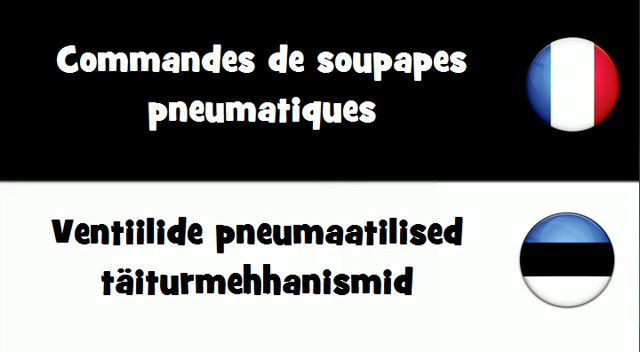 Commandes de soupapes
pneumatiques
Ventiilide pneumaatilised
täiturmehhanismid